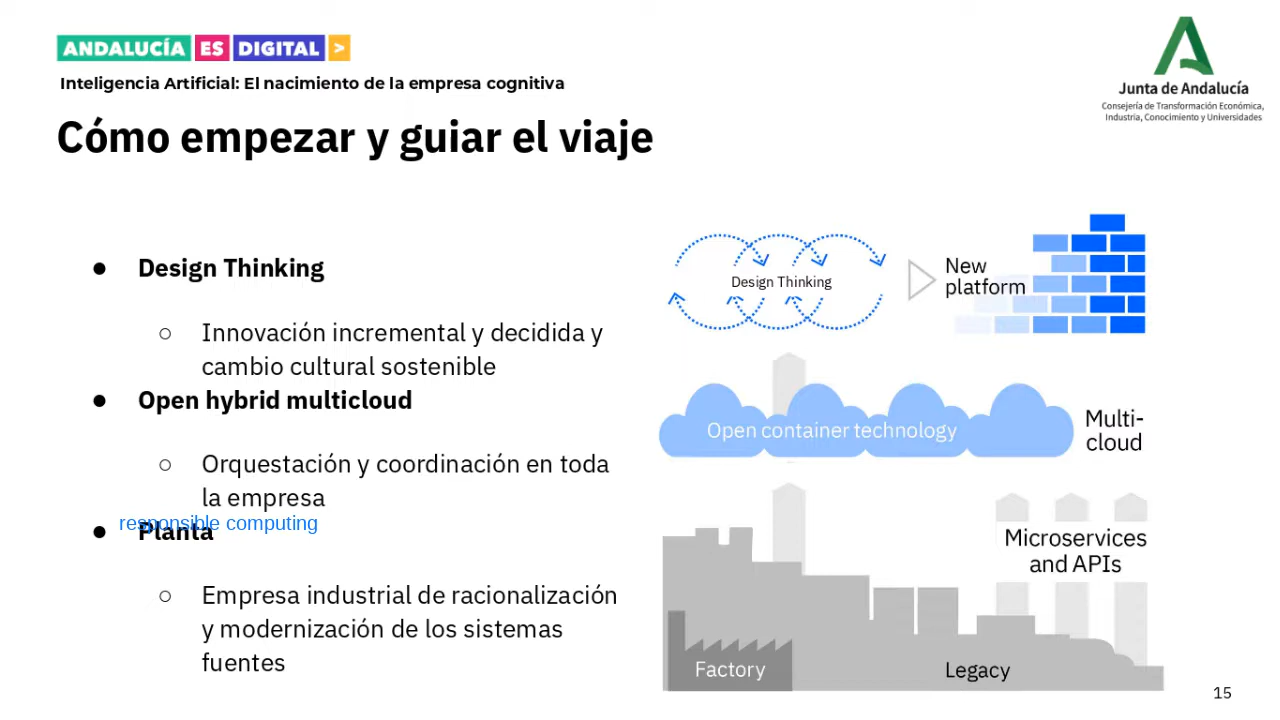 ANDALUCÍA ES DIGITAL >
Inteligencia Artificial: El nacimiento de la empresa cognitiva
Cómo empezar y guiar el viaje
Junta de Andalucía
Consejería de Transformación Económica,
Industria, Conocimiento y Universidades
● Design Thinking
○ Innovación incremental y decidida y
cambio cultural sostenible
● Open hybrid multicloud
○ Orquestación y coordinación en toda
la empresa
responsible computing
● Planta
○ Empresa industrial de racionalización
y modernización de los sistemas
fuentes
Design Thinking
New
platform
Open container technology
Multi-
cloud
Microservices
and APIs
Factory
Legacy
15